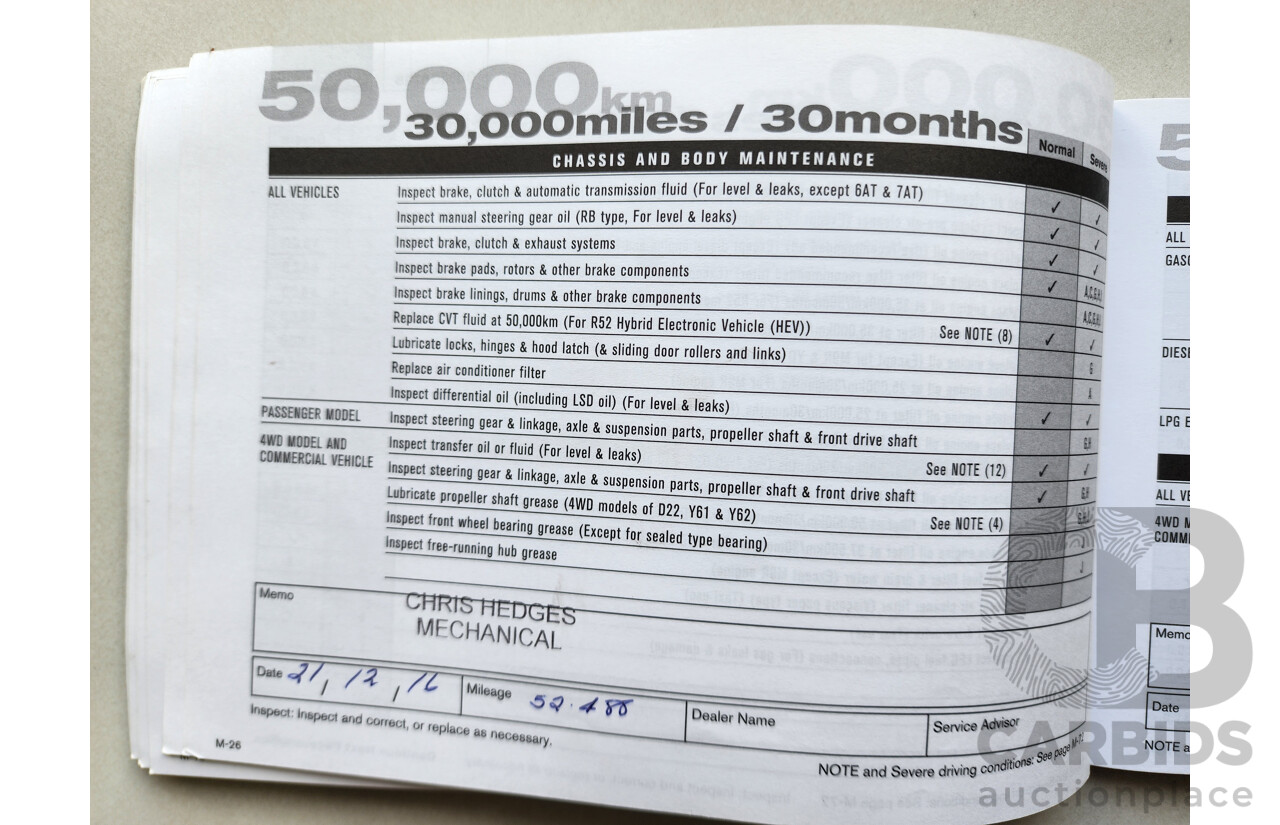 50,000km
30,000miles / 30months
Normal Severe
CHASSIS AND BODY MAINTENANCE
ALL VEHICLES Inspect brake, clutch & automatic transmission fluid (For level & leaks, except 6AT & 7AT) ✓ ✓
Inspect manual steering gear oil (RB type, For level & leaks) ✓ ✓
Inspect brake, clutch & exhaust systems ✓ ✓
Inspect brake pads, rotors & other brake components ✓ A,C,G,H,I
Inspect brake linings, drums & other brake components A,C,G,H,I
Replace CVT fluid at 50,000km (For R52 Hybrid Electronic Vehicle (HEV)) See NOTE (8) ✓ ✓
Lubricate locks, hinges & hood latch (& sliding door rollers and links) G
Replace air conditioner filter A
Inspect differential oil (including LSD oil) (For level & leaks) ✓ ✓
PASSENGER MODEL Inspect steering gear & linkage, axle & suspension parts, propeller shaft & front drive shaft G,H
4WD MODEL AND Inspect transfer oil or fluid (For level & leaks) See NOTE (12) ✓ ✓
COMMERCIAL VEHICLE Inspect steering gear & linkage, axle & suspension parts, propeller shaft & front drive shaft ✓ G,H
Lubricate propeller shaft grease (4WD models of D22, Y61 & Y62) See NOTE (4)
Inspect front wheel bearing grease (Except for sealed type bearing)
Inspect free-running hub grease
Memo
CHRIS HEDGES
MECHANICAL
Date 21, 12, 16 Mileage 52.488 Dealer Name Service Advisor
Inspect: Inspect and correct, or replace as necessary,
M-26
NOTE and Severe driving conditions: See page
5
ALL
DIESE
LPG E
ALL VE
4WD M
COMM
Memo
Date
NOTE a
CARBIDS
auctionplace